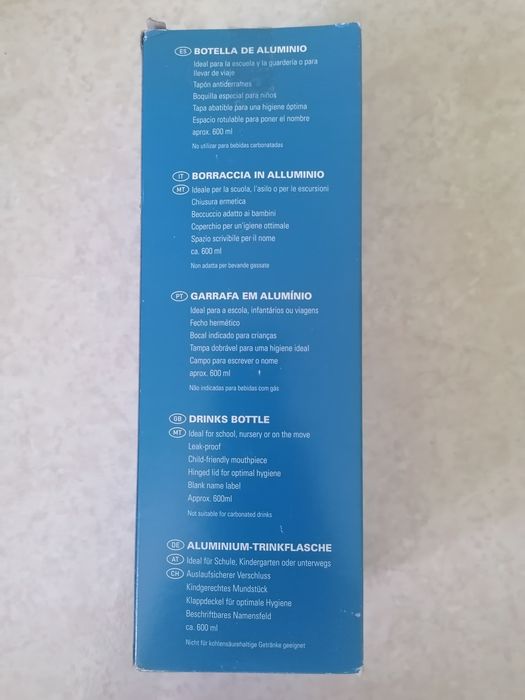 ES BOTELLA DE ALUMINIO
Ideal para la escuela y la guardería o para
llevar de viaje
Tapón antiderrames
Boquilla especial para niños
Tapa abatible para una higiene óptima
Espacio rotulable para poner el nombre
aprox. 600 ml
No utilizar para bebidas carbonatadas
IT BORRACCIA IN ALLUMINIO
MT Ideale per la scuola, l'asilo o per le escursioni
Chiusura ermetica
Beccuccio adatto ai bambini
Coperchio per un'igiene ottimale
Spazio scrivibile per il nome
ca. 600 ml
Non adatta per bevande gassate
PT GARRAFA EM ALUMÍNIO
Ideal para a escola, infantários ou viagens
Fecho hermético
Bocal indicado para crianças
Tampa dobrável para uma higiene ideal
Campo para escrever o nome
aprox. 600 ml
Não indicadas para bebidas com gás
GB DRINKS BOTTLE
MT Ideal for school, nursery or on the move
Leak-proof
Child-friendly mouthpiece
Hinged lid for optimal hygiene
Blank name label
Approx. 600ml
Not suitable for carbonated drinks
DE ALUMINIUM-TRINKFLASCHE
AT Ideal für Schule, Kindergarten oder unterwegs
CH Auslaufsicherer Verschluss
Kindgerechtes Mundstück
Klappdeckel für optimale Hygiene
Beschriftbares Namensfeld
ca. 600 ml
Nicht für kohlensäurehaltige Getränke geeignet